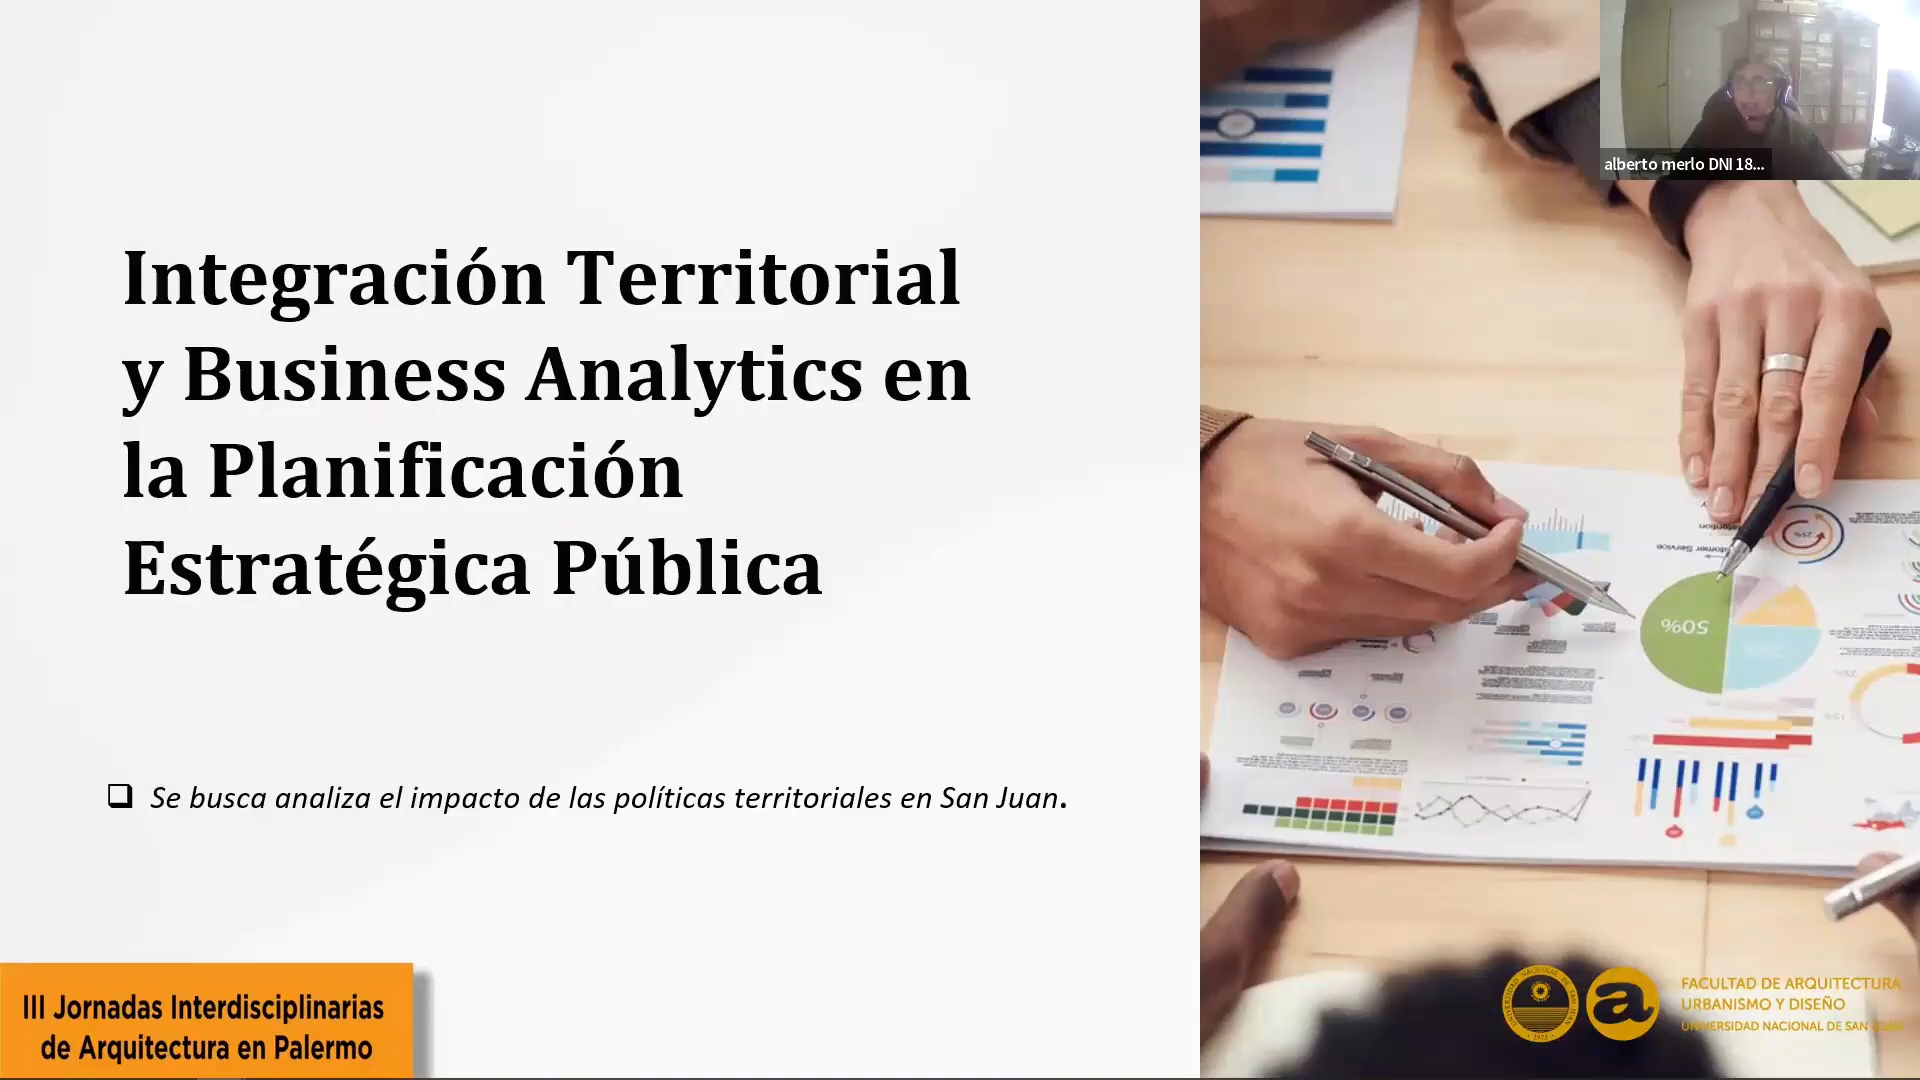 alberto merlo DNI 18...
Integración Territorial
y Business Analytics en
la Planificación
Estratégica Pública
Se busca analiza el impacto de las políticas territoriales en San Juan.
50%
25%
III Jornadas Interdisciplinarias
de Arquitectura en Palermo
a
FACULTAD DE ARQUITECTURA
URBANISMO Y DISEÑO
UNIVERSIDAD NACIONAL DE SAN JUAN